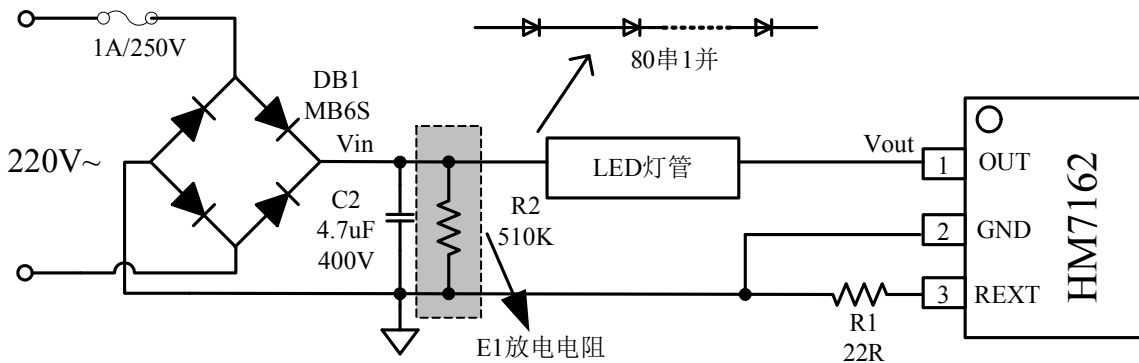 1A/250V
80串1并
DB1
MB6S
Vin
220V~
LED灯管
Vout
1
OUT
HM7162
C2
4.7uF
400V
R2
510K
2
GND
3
REXT
R1
22R
E1放电电阻